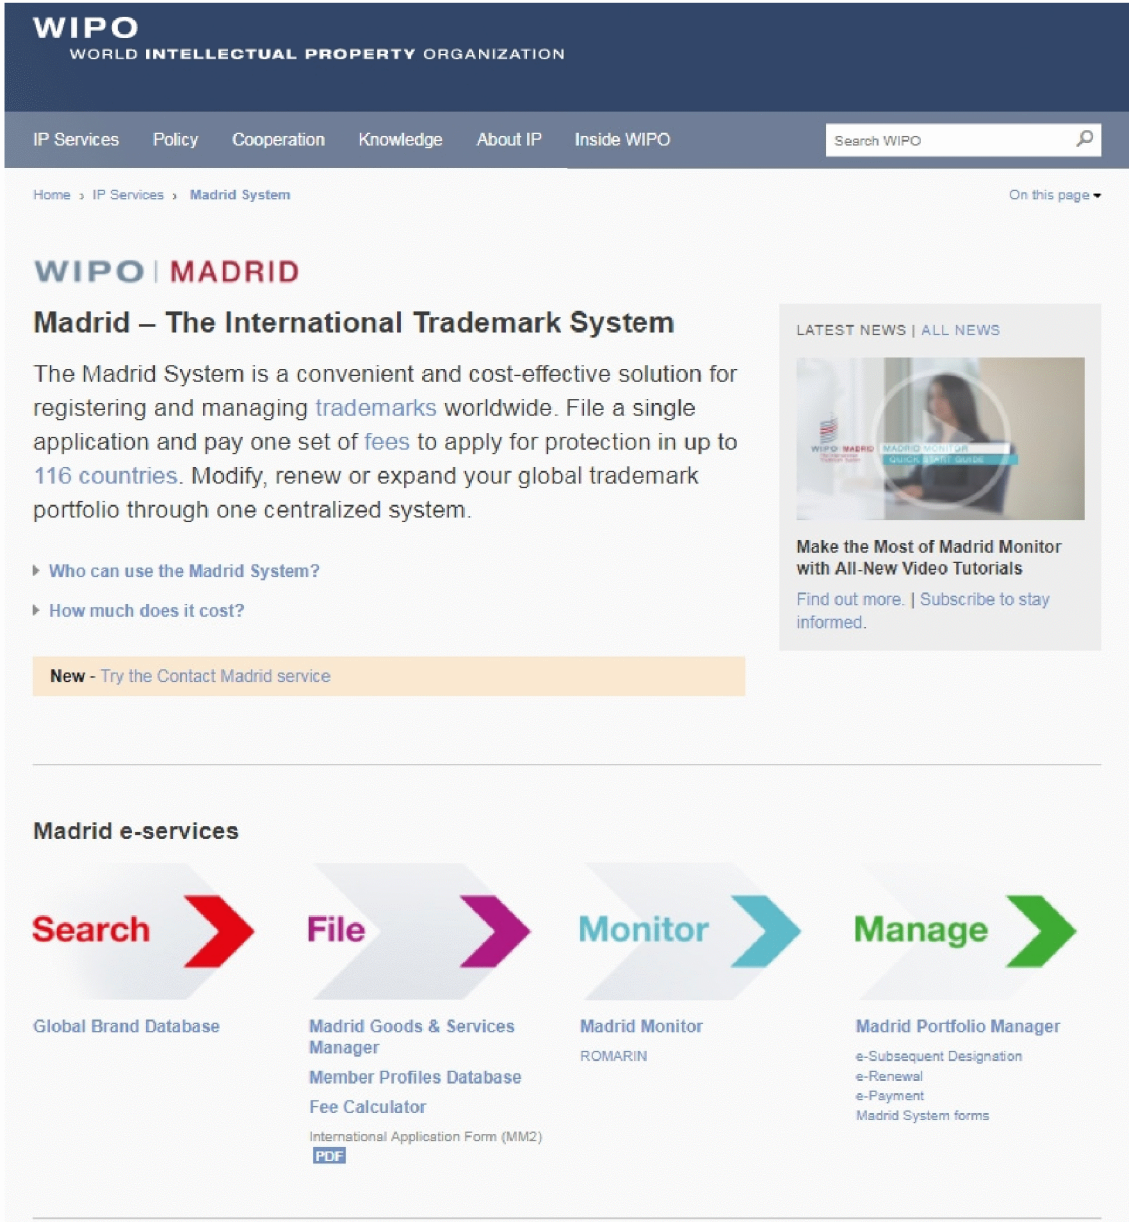 WIPO
WORLD INTELLECTUAL PROPERTY ORGANIZATION
IP Services Policy Cooperation Knowledge About IP Inside WIPO Search WIPO
Home › IP Services › Madrid System On this page
WIPO | MADRID
Madrid – The International Trademark System
The Madrid System is a convenient and cost-effective solution for
registering and managing trademarks worldwide. File a single
application and pay one set of fees to apply for protection in up to
116 countries. Modify, renew or expand your global trademark
portfolio through one centralized system.
Who can use the Madrid System?
How much does it cost?
New - Try the Contact Madrid service
LATEST NEWS | ALL NEWS
WIPO MADRID
MADRID MONITOR
QUICK START GUIDE
Make the Most of Madrid Monitor
with All-New Video Tutorials
Find out more. | Subscribe to stay
informed.
Madrid e-services
Search
File
Monitor
Manage
Global Brand Database
Madrid Goods & Services
Manager
Member Profiles Database
Fee Calculator
International Application Form (MM2)
PDF
Madrid Monitor
ROMARIN
Madrid Portfolio Manager
e-Subsequent Designation
e-Renewal
e-Payment
Madrid System forms